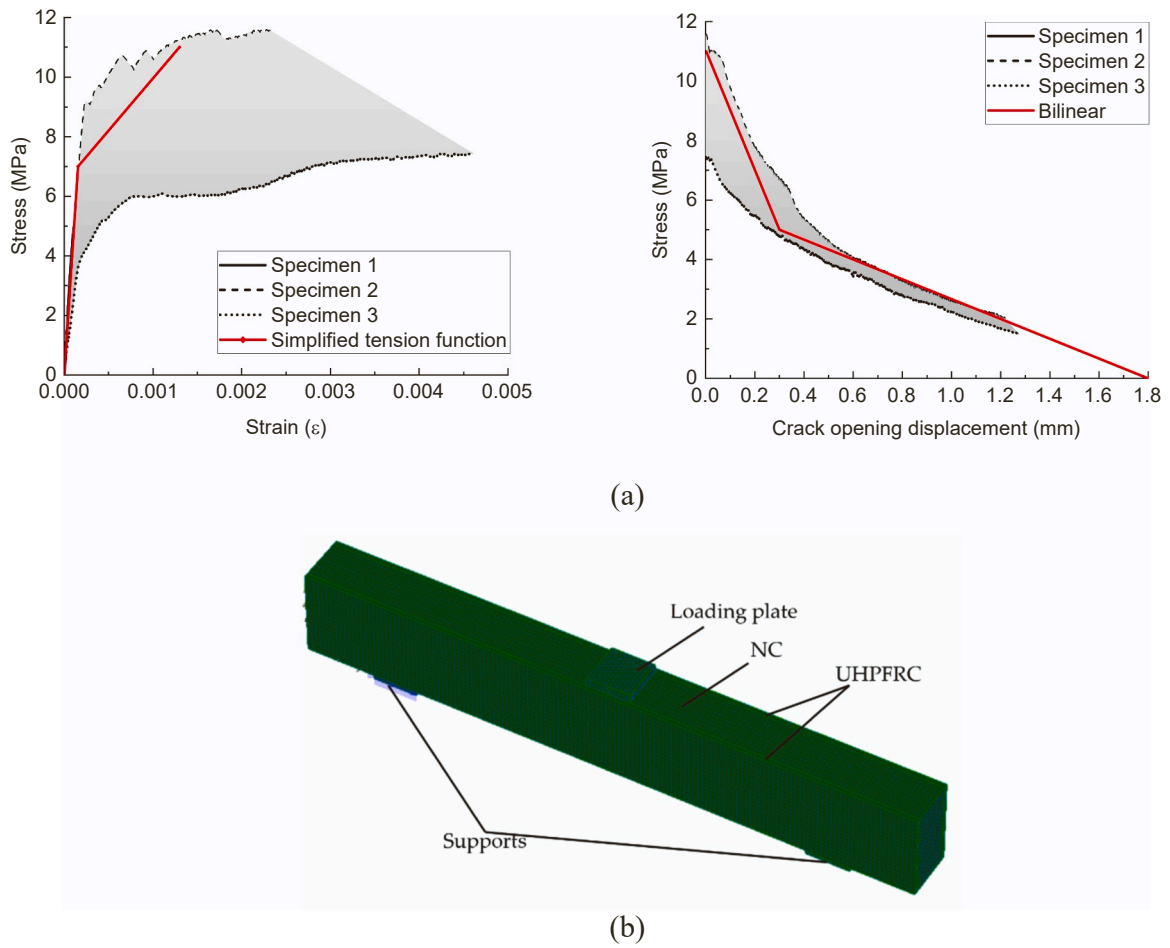 12
10
8
6
4
2
0
Stress (MPa)
Specimen 1
Specimen 2
Specimen 3
Simplified tension function
0.000 0.001 0.002 0.003 0.004 0.005
Strain (ε)
12
10
8
6
4
2
0
Stress (MPa)
Specimen 1
Specimen 2
Specimen 3
Bilinear
0.0 0.2 0.4 0.6 0.8 1.0 1.2 1.4 1.6 1.8
Crack opening displacement (mm)
(a)
Loading plate
NC
UHPFRC
Supports
(b)